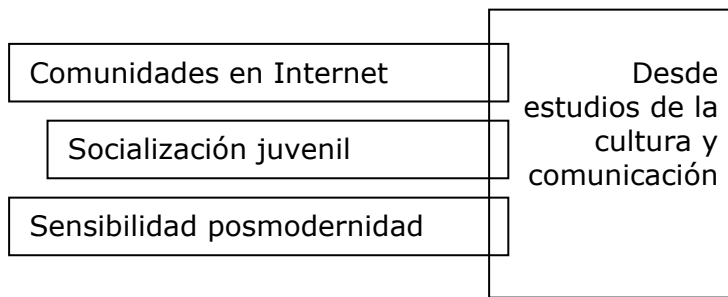 Comunidades en Internet
Socialización juvenil
Sensibilidad posmodernidad
Desde
estudios de la
cultura y
comunicación